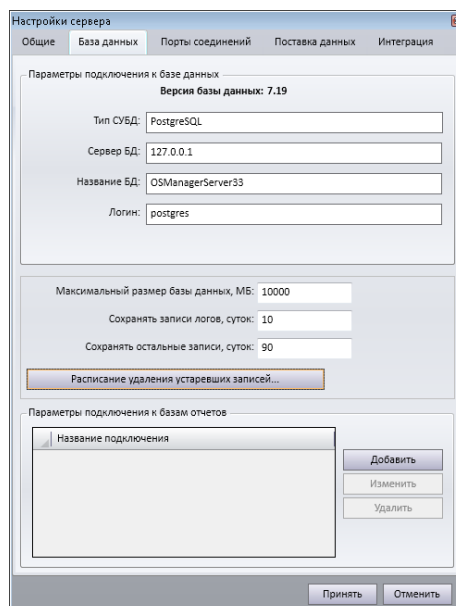 Настройки сервера
Общие База данных Порты соединений Поставка данных Интеграция
Параметры подключения к базе данных
Версия базы данных: 7.19
Тип СУБД: PostgreSQL
Сервер БД: 127.0.0.1
Название БД: OSManagerServer33
Логин: postgres
Максимальный размер базы данных, МБ: 10000
Сохранять записи логов, суток: 10
Сохранять остальные записи, суток: 90
Расписание удаления устаревших записей...
Параметры подключения к базам отчетов
Название подключения
Добавить
Изменить
Удалить
Принять Отменить